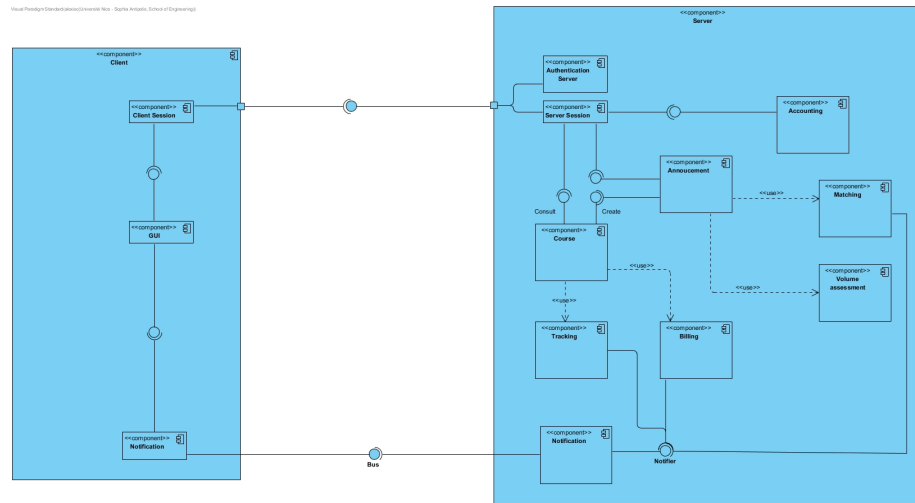 Visual Paradigm Standard(alexiao(Université Nice - Sophia Antipolis, School of Engineering))
<<component>>
Server
<<component>>
Client
<<component>>
Authentication
Server
<<component>>
Client Session
<<component>>
Server Session
<<component>>
Accounting
<<component>>
Annoucement
<<use>>
<<component>>
Matching
Consult
Create
<<component>>
GUI
<<component>>
Course
<<use>>
<<use>>
<<component>>
Volume
assessment
<<use>>
<<component>>
Tracking
<<component>>
Billing
<<component>>
Notification
Bus
<<component>>
Notification
Notifier